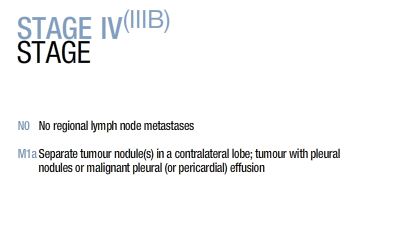 STAGE IV(IIIB)
STAGE
N0 No regional lymph node metastases
M1a Separate tumour nodule(s) in a contralateral lobe; tumour with pleural
nodules or malignant pleural (or pericardial) effusion